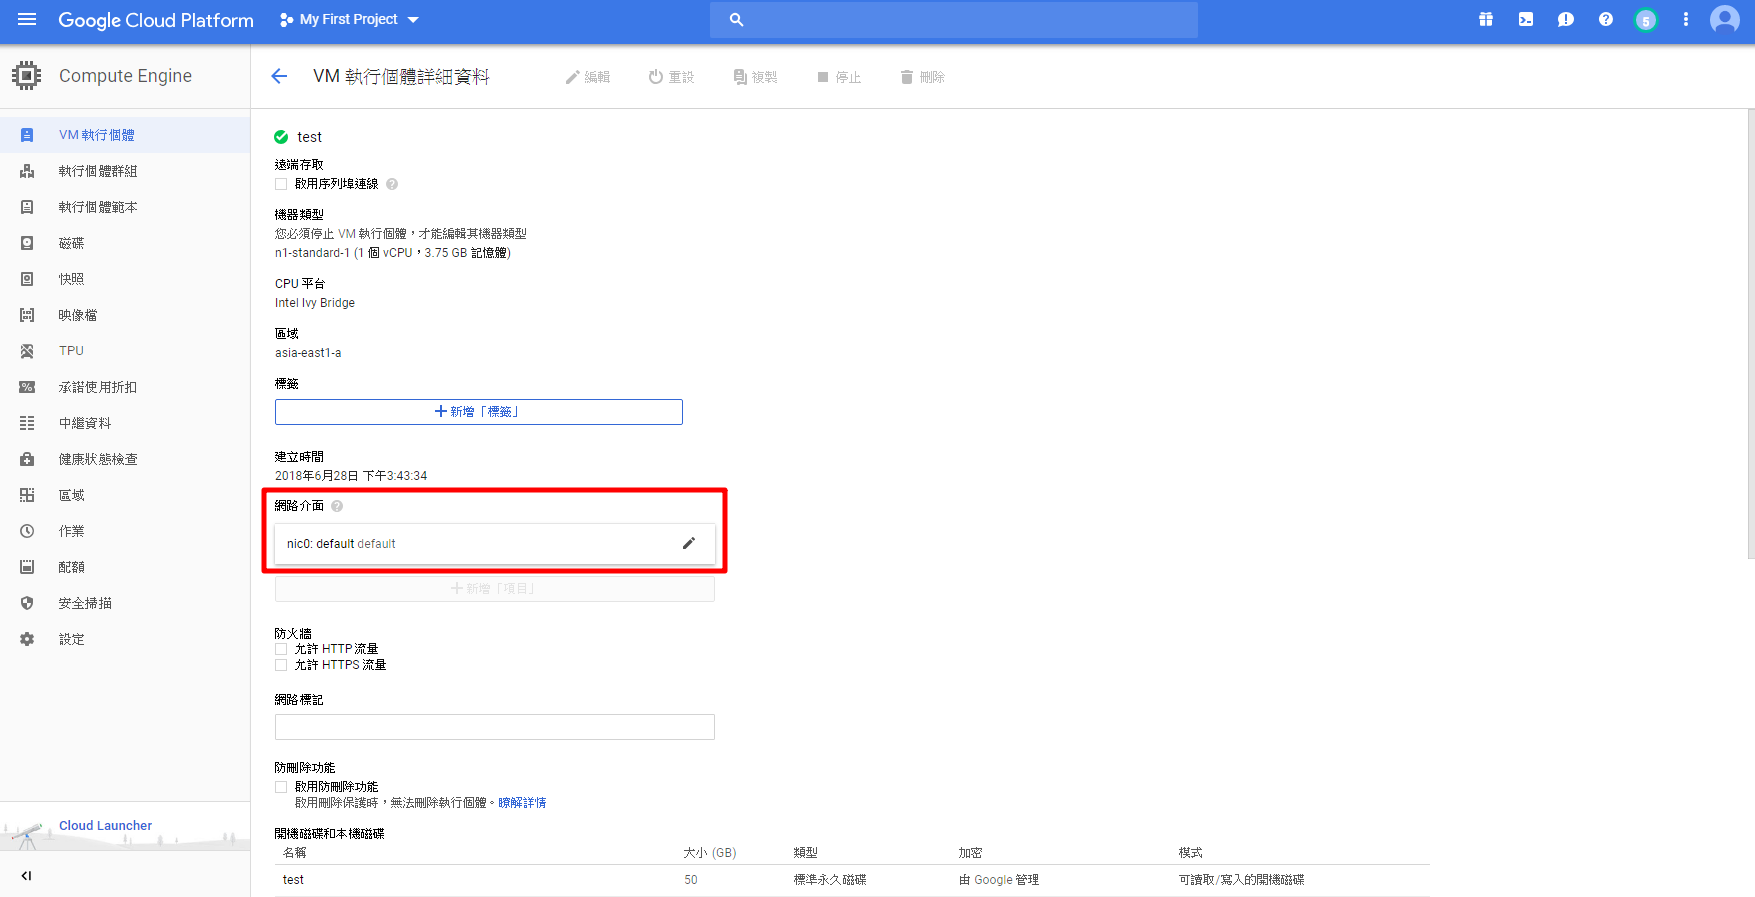 Google Cloud Platform
My First Project
5
Compute Engine
VM 執行個體詳細資料
編輯
重設
複製
停止
刪除
VM 執行個體
執行個體群組
執行個體範本
磁碟
快照
映像檔
TPU
承諾使用折扣
中繼資料
健康狀態檢查
區域
作業
配額
安全掃描
設定
Cloud Launcher
test
遠端存取
啟用序列埠連線
機器類型
您必須停止 VM 執行個體，才能編輯其機器類型
n1-standard-1 (1 個 vCPU，3.75 GB 記憶體)
CPU 平台
Intel Ivy Bridge
區域
asia-east1-a
標籤
新增「標籤」
建立時間
2018年6月28日 下午3:43:34
網路介面
nic0: default default
新增「項目」
防火牆
允許 HTTP 流量
允許 HTTPS 流量
網路標記
防刪除功能
啟用防刪除功能
啟用刪除保護時，無法刪除執行個體。瞭解詳情
開機磁碟和本機磁碟
名稱 大小 (GB) 類型 加密 模式
test 50 標準永久磁碟 由 Google 管理 可讀取/寫入的開機磁碟